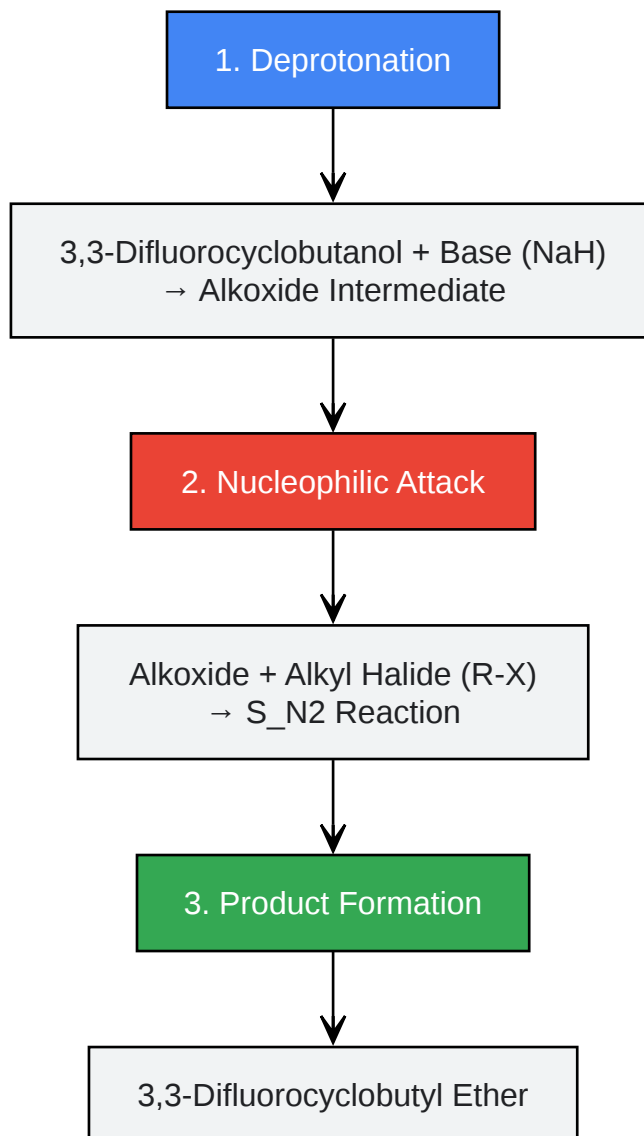 1. Deprotonation
3,3-Difluorocyclobutanol + Base (NaH)
→ Alkoxide Intermediate
2. Nucleophilic Attack
Alkoxide + Alkyl Halide (R-X)
→ S_N2 Reaction
3. Product Formation
3,3-Difluorocyclobutyl Ether